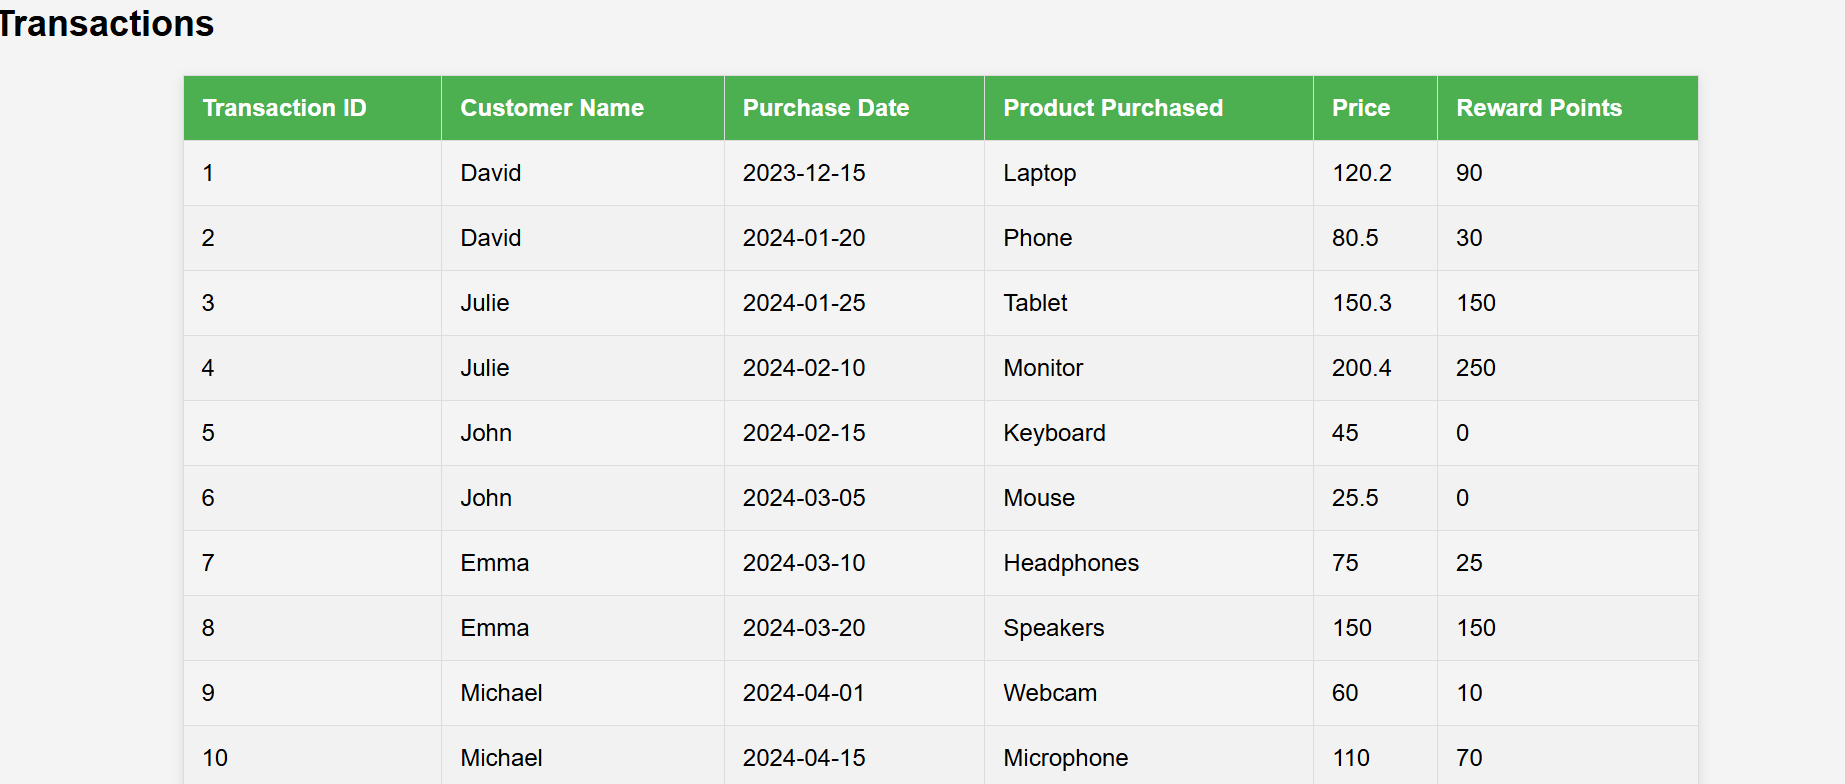 Transactions
Transaction ID Customer Name Purchase Date Product Purchased Price Reward Points
1 David 2023-12-15 Laptop 120.2 90
2 David 2024-01-20 Phone 80.5 30
3 Julie 2024-01-25 Tablet 150.3 150
4 Julie 2024-02-10 Monitor 200.4 250
5 John 2024-02-15 Keyboard 45 0
6 John 2024-03-05 Mouse 25.5 0
7 Emma 2024-03-10 Headphones 75 25
8 Emma 2024-03-20 Speakers 150 150
9 Michael 2024-04-01 Webcam 60 10
10 Michael 2024-04-15 Microphone 110 70